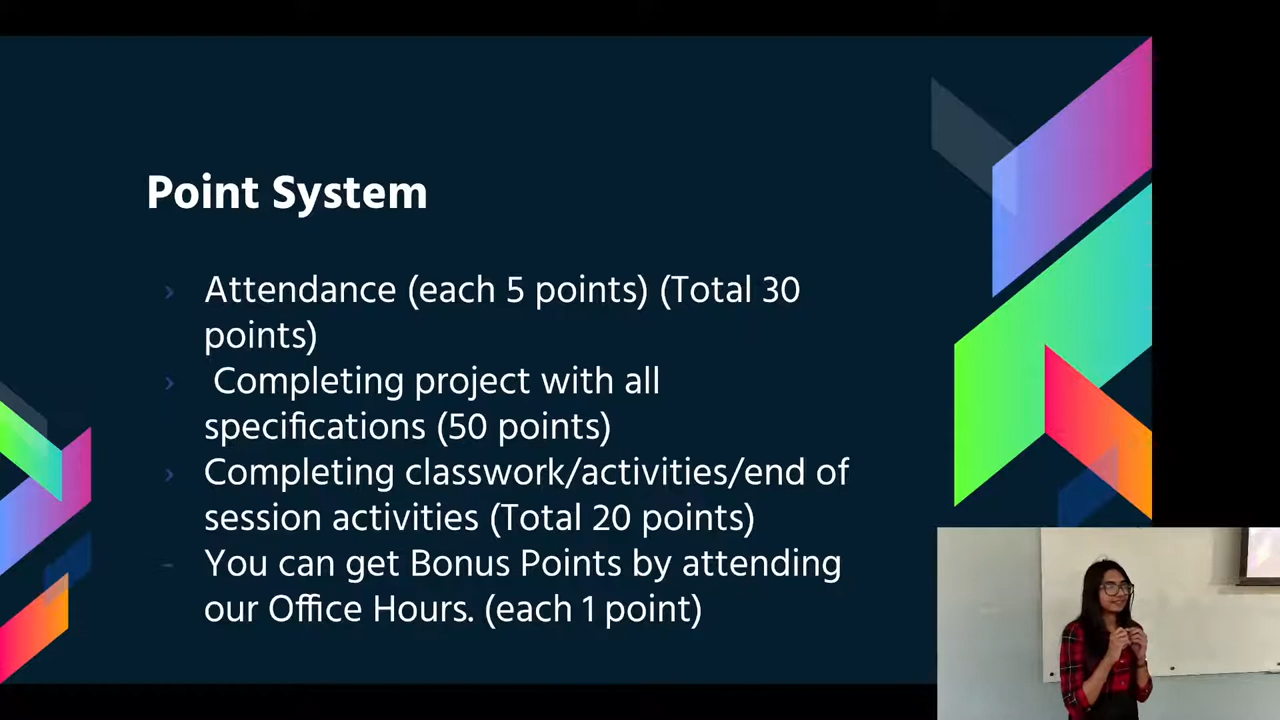 Point System
› Attendance (each 5 points) (Total 30
points)
› Completing project with all
specifications (50 points)
› Completing classwork/activities/end of
session activities (Total 20 points)
- You can get Bonus Points by attending
our Office Hours. (each 1 point)